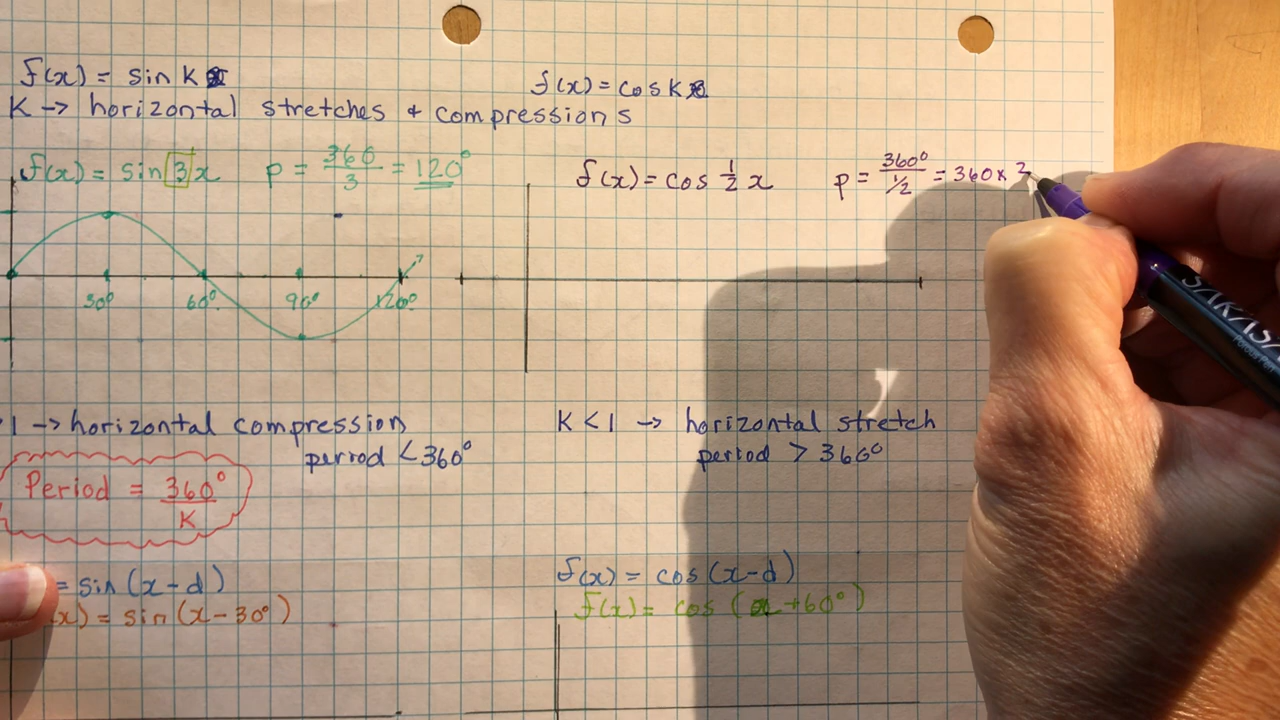 f(x) = sin kx
f(x) = cos kx
K → horizontal stretches & compressions
f(x) = sin 3x p = 360/3 = 120°
30° 60° 90° 120°
f(x) = cos 1/2 x p = 360°/1/2 = 360 x 2
1 → horizontal compression
period < 360°
Period = 360°/K
K < 1 → horizontal stretch
period > 360°
= sin (x-d)
(x) = sin (x-30°)
f(x) = cos (x-d)
f(x) = cos (x+60°)
SAKURA